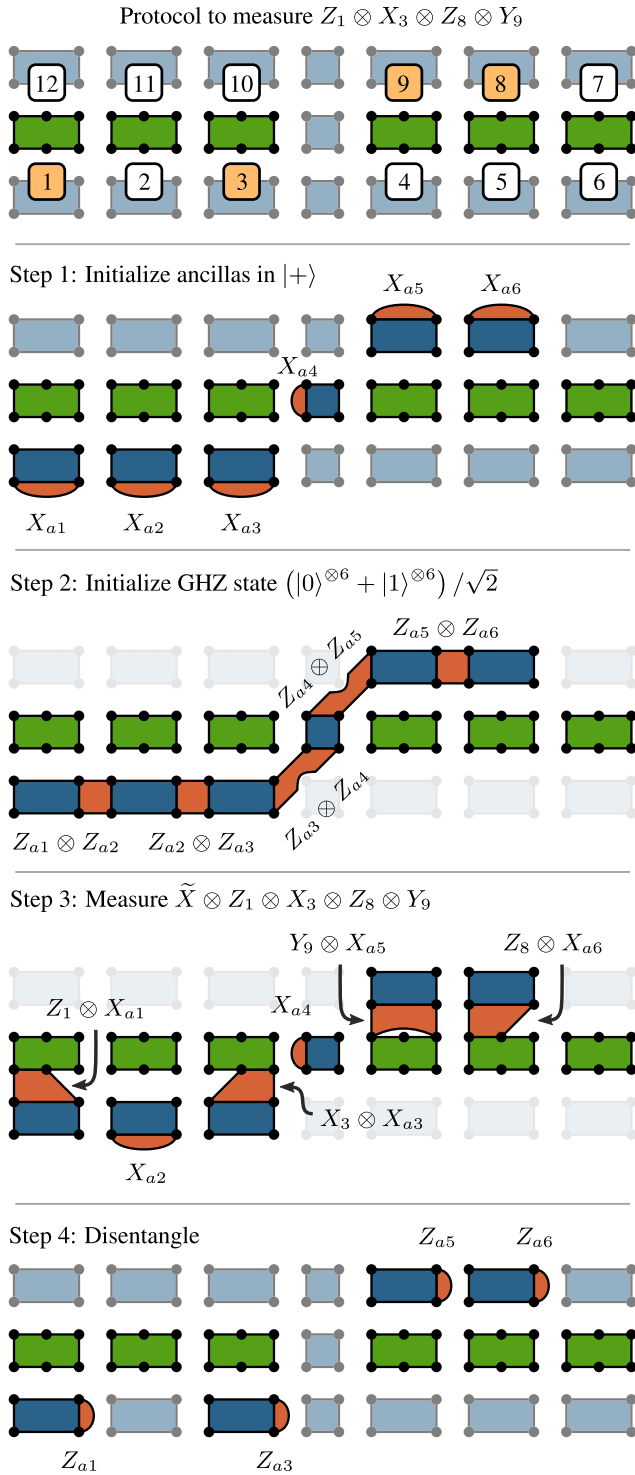 Protocol to measure Z₁ ⊗ X₃ ⊗ Z₈ ⊗ Y₉
12 11 10 9 8 7
1 2 3 4 5 6
Step 1: Initialize ancillas in |+⟩
Xₐ₅ Xₐ₆
Xₐ₄
Xₐ₁ Xₐ₂ Xₐ₃
Step 2: Initialize GHZ state (|0⟩^⊗6 + |1⟩^⊗6) /√2
Zₐ₄ ⊕ Zₐ₅
Zₐ₅ ⊗ Zₐ₆
Zₐ₃ ⊕ Zₐ₄
Zₐ₁ ⊗ Zₐ₂ Zₐ₂ ⊗ Zₐ₃
Step 3: Measure X̃ ⊗ Z₁ ⊗ X₃ ⊗ Z₈ ⊗ Y₉
Y₉ ⊗ Xₐ₅ Z₈ ⊗ Xₐ₆
Z₁ ⊗ Xₐ₁ Xₐ₄
X₃ ⊗ Xₐ₃
Xₐ₂
Step 4: Disentangle
Zₐ₅ Zₐ₆
Zₐ₁ Zₐ₃